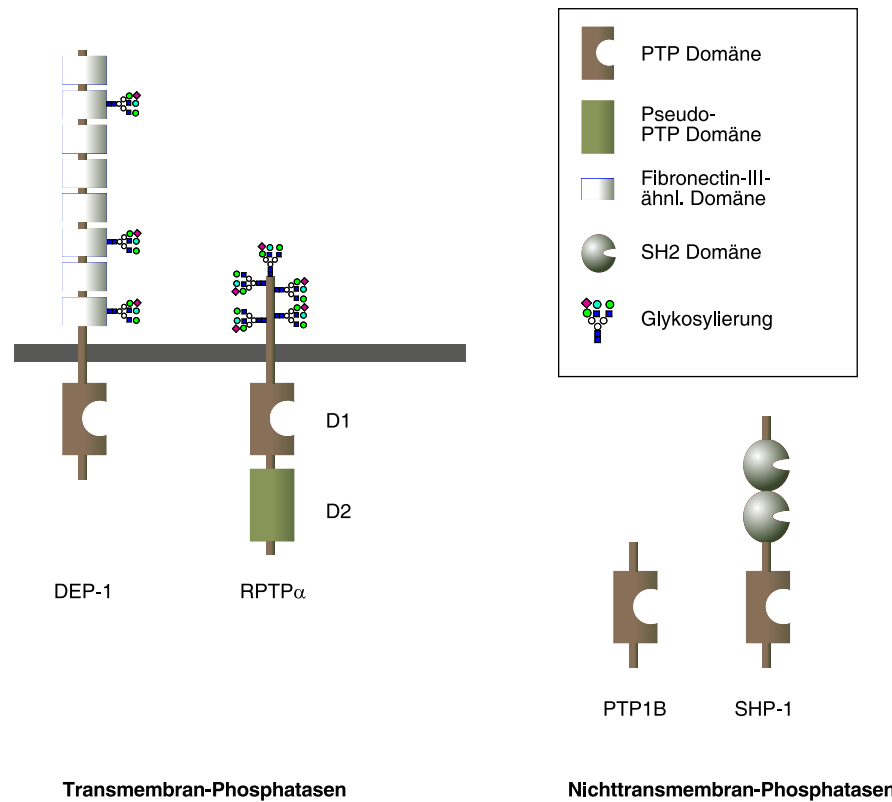 PTP Domäne
Pseudo-
PTP Domäne
Fibronectin-III-
ähnl. Domäne
SH2 Domäne
Glykosylierung
D1
D2
DEP-1
RPTPα
PTP1B
SHP-1
Transmembran-Phosphatasen
Nichttransmembran-Phosphatasen